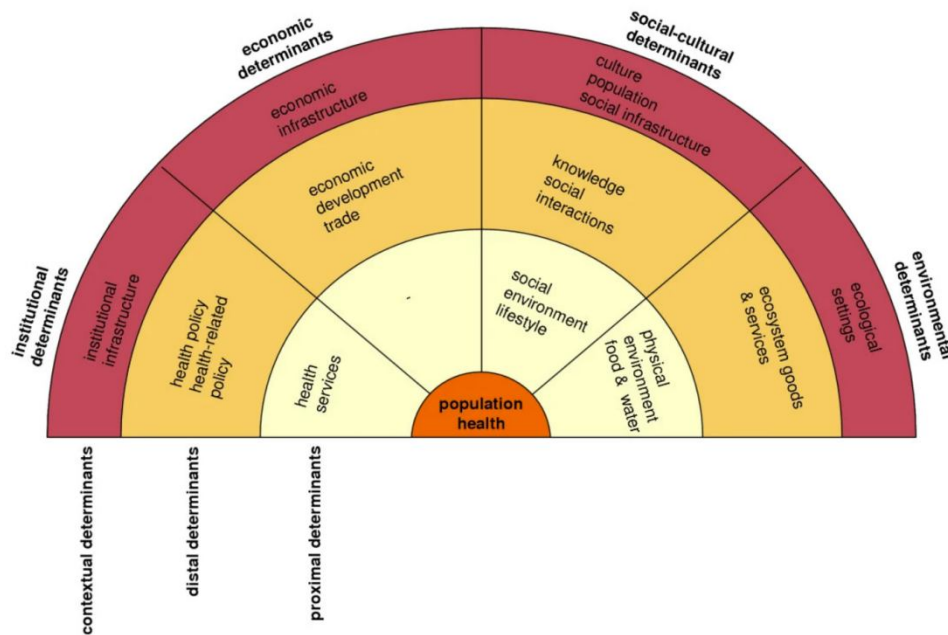 economic
determinants
social-cultural
determinants
institutional
determinants
environmental
determinants
economic
infrastructure
culture
population
social infrastructure
institutional
infrastructure
ecological
settings
economic
development
trade
knowledge
social
interactions
health policy
health-related
policy
ecosystem goods
& services
health
services
-
social
environment
lifestyle
physical
environment
food & water
population
health
contextual determinants
distal determinants
proximal determinants